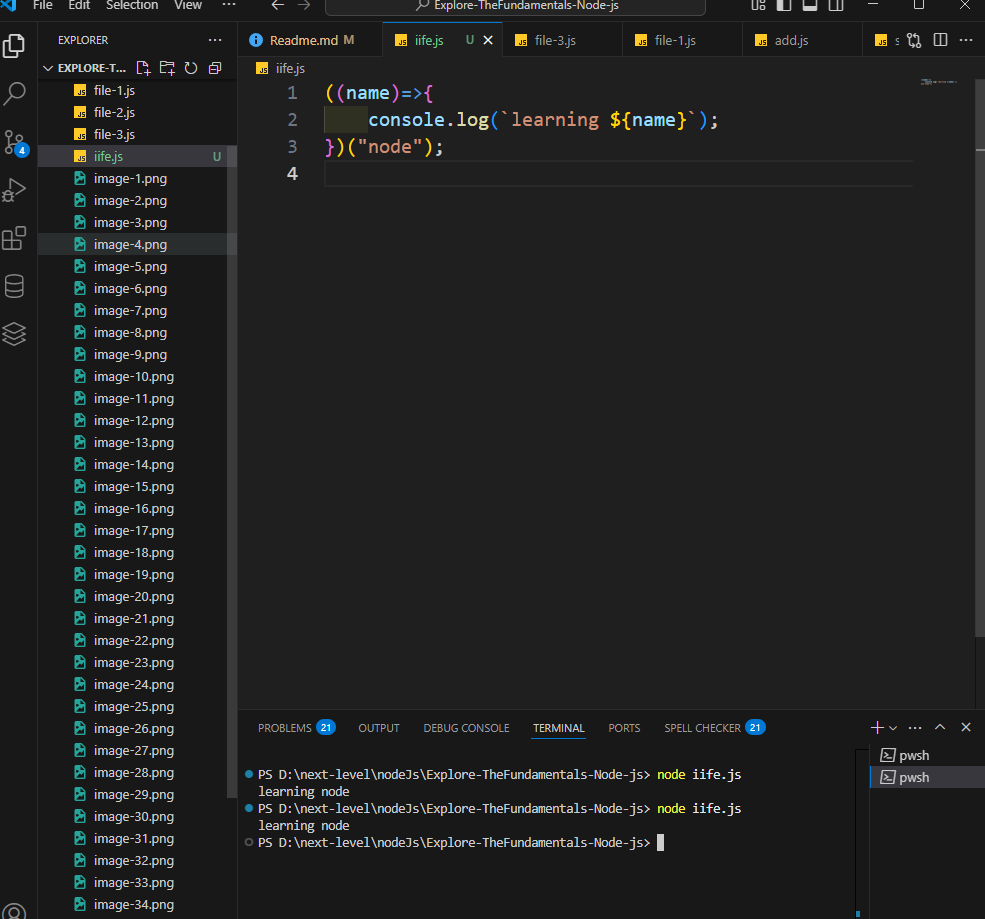 File Edit Selection View ··· Explore-TheFundamentals-Node-js
EXPLORER ···
EXPLORE-T...
file-1.js
file-2.js
file-3.js
iife.js U
image-1.png
image-2.png
image-3.png
image-4.png
image-5.png
image-6.png
image-7.png
image-8.png
image-9.png
image-10.png
image-11.png
image-12.png
image-13.png
image-14.png
image-15.png
image-16.png
image-17.png
image-18.png
image-19.png
image-20.png
image-21.png
image-22.png
image-23.png
image-24.png
image-25.png
image-26.png
image-27.png
image-28.png
image-29.png
image-30.png
image-31.png
image-32.png
image-33.png
image-34.png
4
Readme.md M iife.js U file-3.js file-1.js add.js
iife.js
1 ((name)=>{
2 console.log(`learning ${name}`);
3 })("node");
4
PROBLEMS 21 OUTPUT DEBUG CONSOLE TERMINAL PORTS SPELL CHECKER 21
PS D:\next-level\nodeJs\Explore-TheFundamentals-Node-js> node iife.js
learning node
PS D:\next-level\nodeJs\Explore-TheFundamentals-Node-js> node iife.js
learning node
PS D:\next-level\nodeJs\Explore-TheFundamentals-Node-js>
pwsh
pwsh